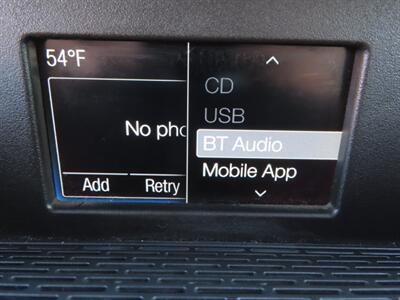 54°F
CD
USB
No pho
BT Audio
Mobile App
Add
Retry